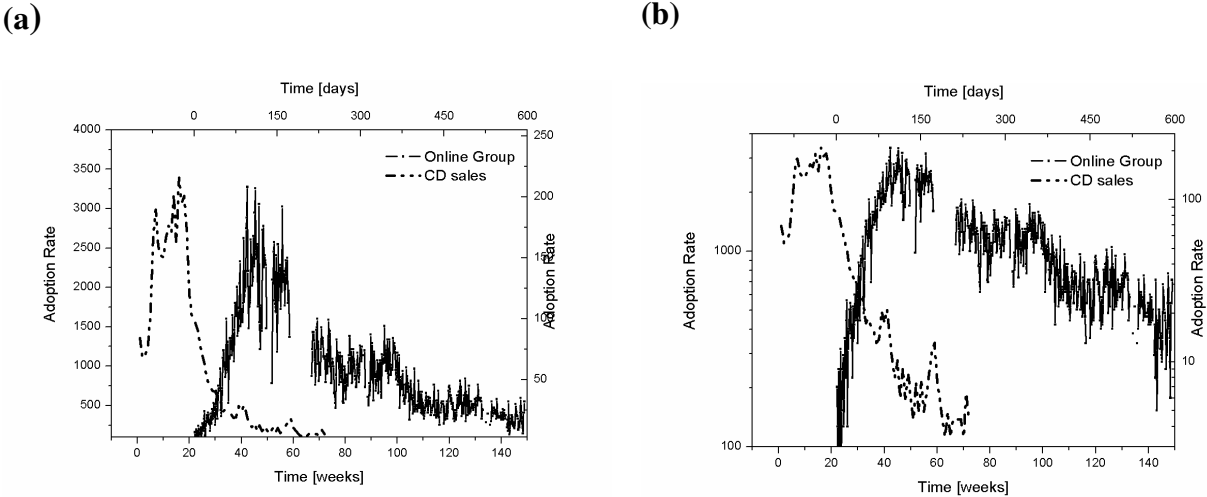 (a)
Time [days]
0 150 300 450 600
4000
3500
3000
2500
2000
1500
1000
500
250
200
150
100
50
Adoption Rate
Adoption Rate
Online Group
CD sales
0 20 40 60 80 100 120 140
Time [weeks]
(b)
Time [days]
0 150 300 450 600
1000
100
100
10
Adoption Rate
Adoption Rate
Online Group
CD sales
0 20 40 60 80 100 120 140
Time [weeks]